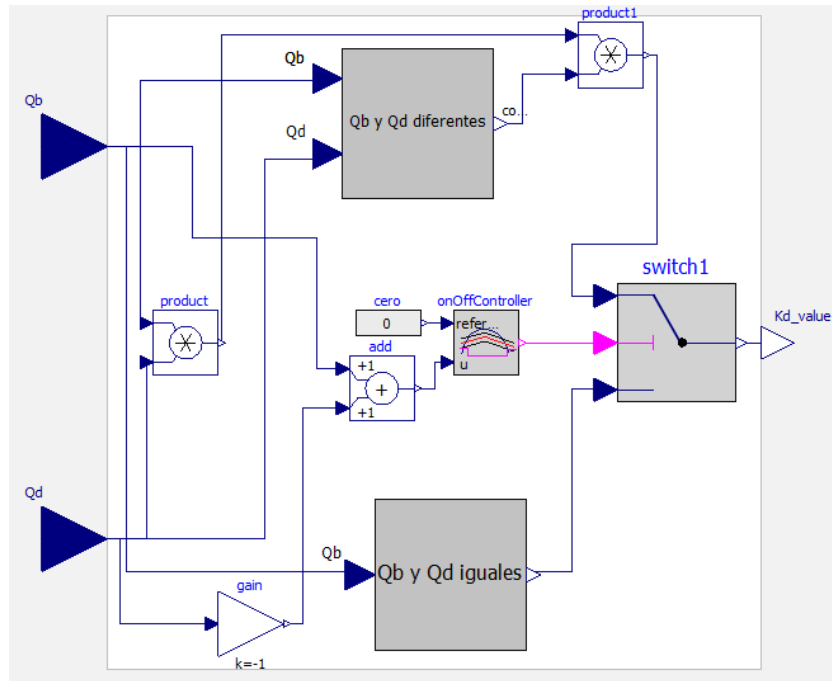 product1
Qb
Qb
co...
Qb y Qd diferentes
Qd
switch1
product
cero
onOffController
Kd_value
0
refer...
add
+1
u
+
+1
Qd
Qb
Qb y Qd iguales
gain
k=-1